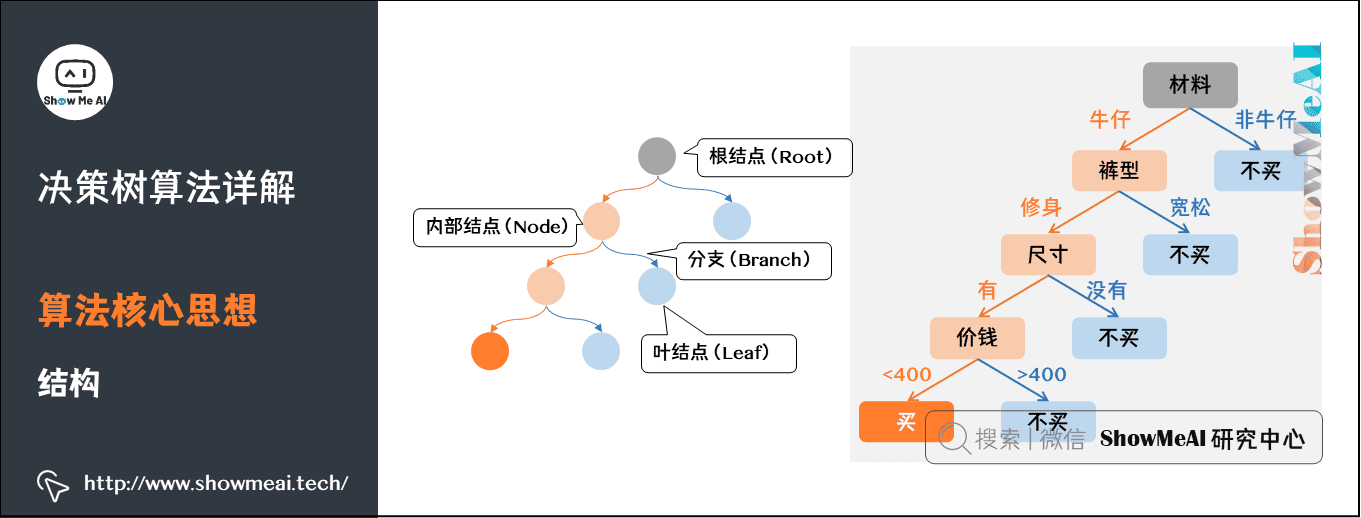 Show Me AI
决策树算法详解
算法核心思想
结构
http://www.showmeai.tech/
根结点（Root）
内部结点（Node）
分支（Branch）
叶结点（Leaf）
材料
牛仔
非牛仔
裤型
不买
修身
宽松
尺寸
不买
有
没有
价钱
不买
<400
>400
买
不买
搜索 | 微信 ShowMeAI 研究中心
ShowMeAI